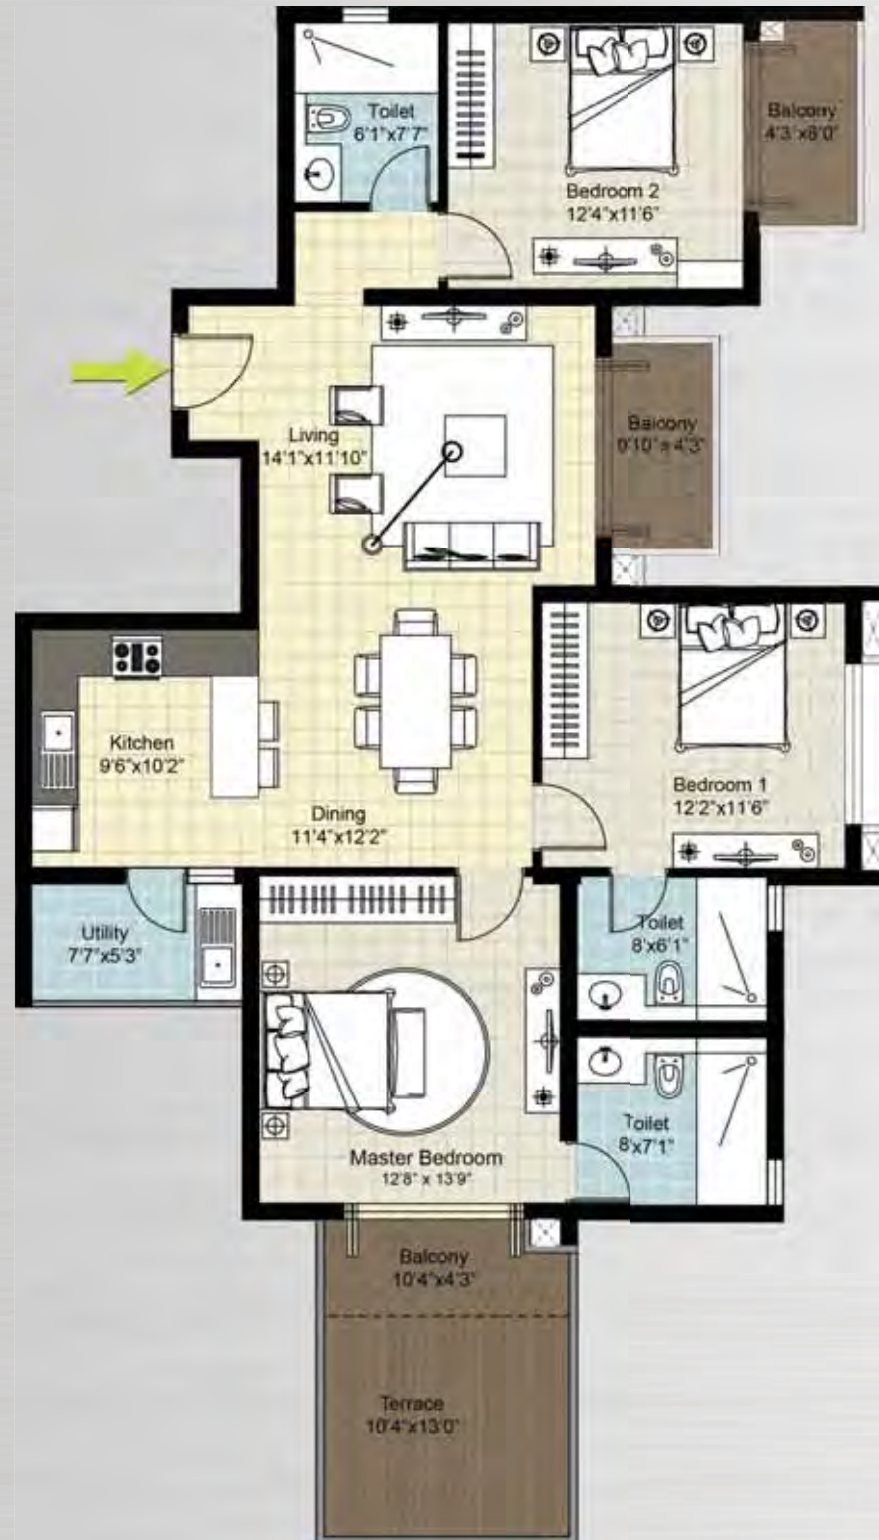 Toilet
6'1"x7'7"
Bedroom 2
12'4"x11'6"
Balcony
4'3"x8'0"
Living
14'1"x11'10"
Balcony
9'10" x 4'3"
Kitchen
9'6"x10'2"
Dining
11'4"x12'2"
Bedroom 1
12'2"x11'6"
Utility
7'7"x5'3"
Toilet
8'x6'1"
Master Bedroom
12'8" x 13'9"
Toilet
8'x7'1"
Balcony
10'4"x4'3"
Terrace
10'4"x13'0"